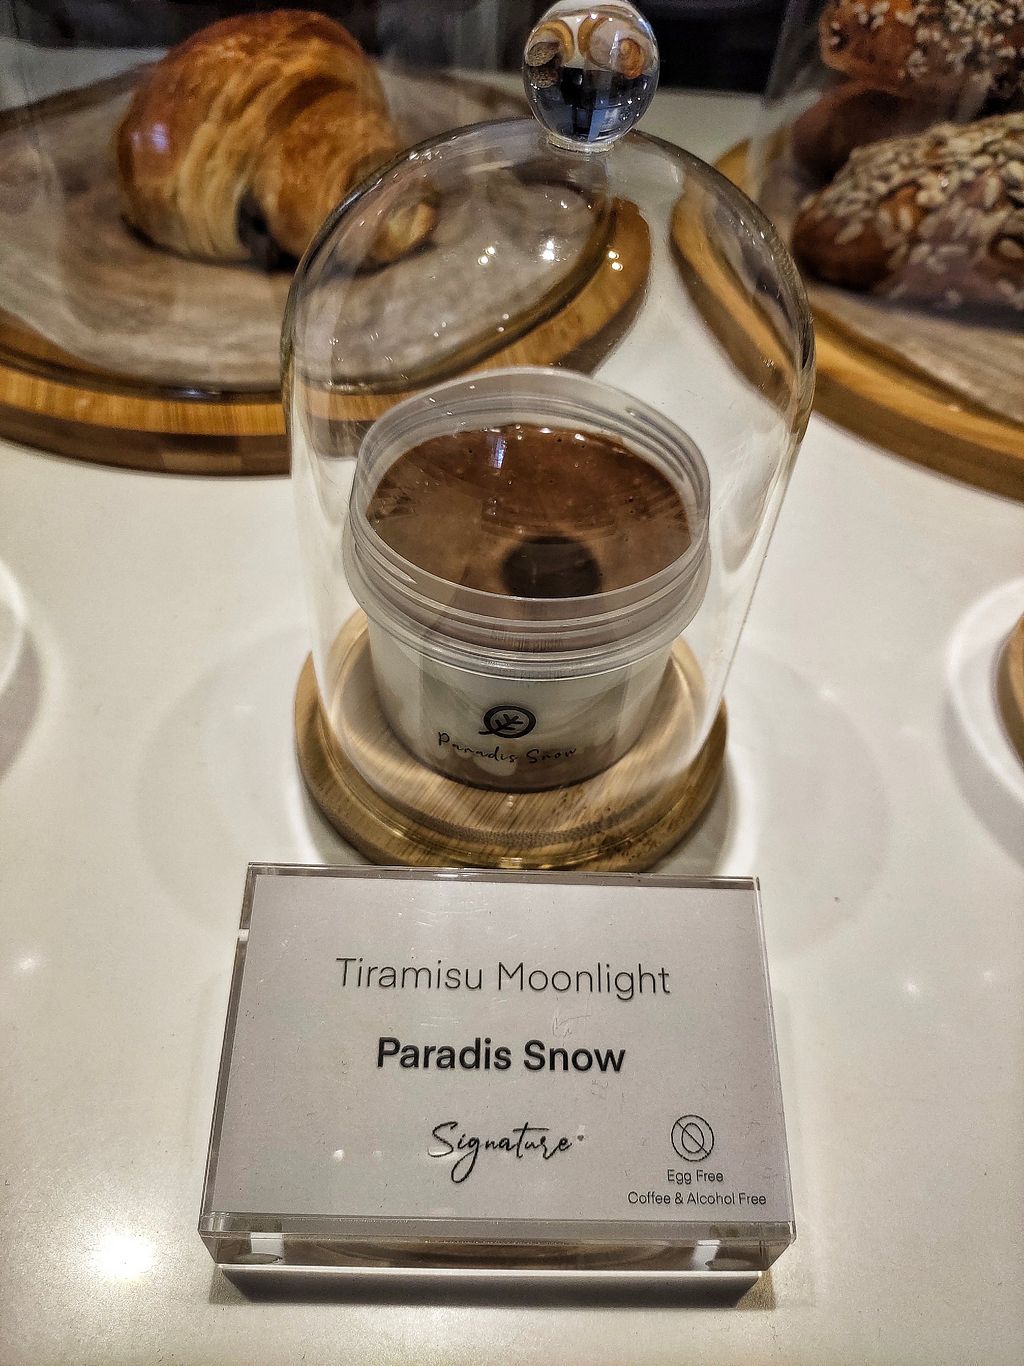 Paradis Snow
Tiramisu Moonlight
Paradis Snow
Signature
Egg Free
Coffee & Alcohol Free